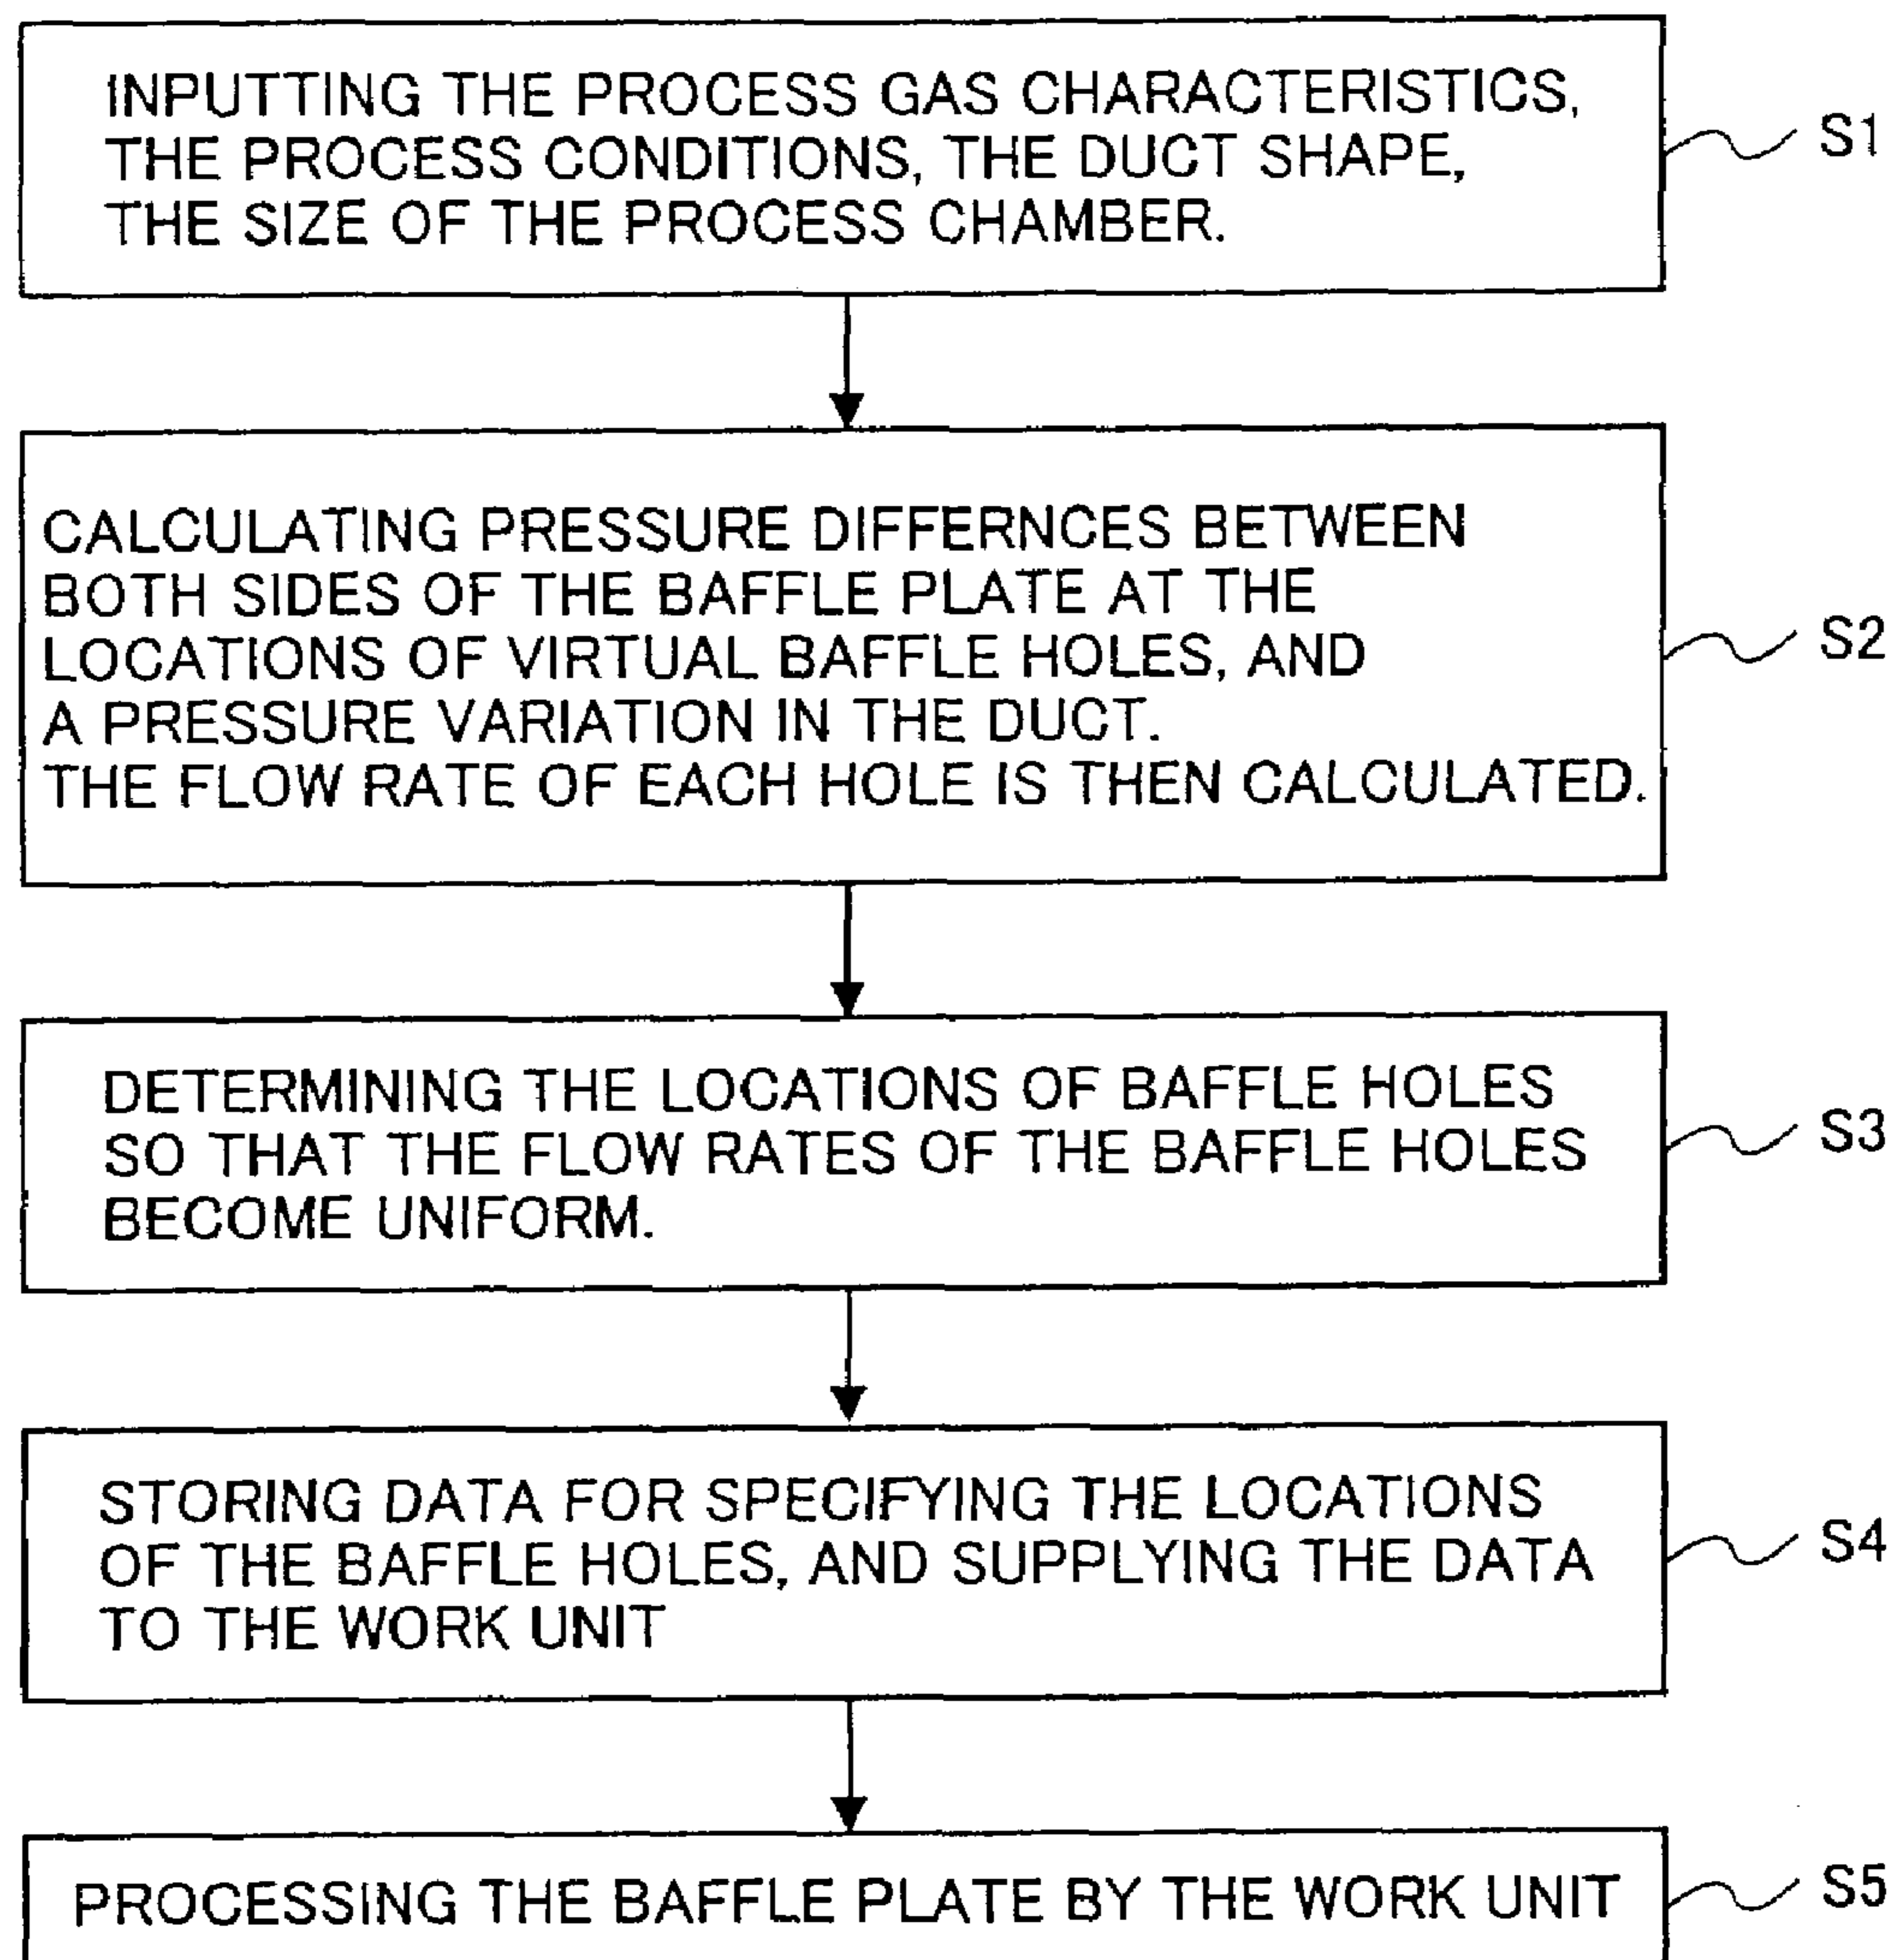 INPUTTING THE PROCESS GAS CHARACTERISTICS,
THE PROCESS CONDITIONS, THE DUCT SHAPE,
THE SIZE OF THE PROCESS CHAMBER.
S1
CALCULATING PRESSURE DIFFERNCES BETWEEN
BOTH SIDES OF THE BAFFLE PLATE AT THE
LOCATIONS OF VIRTUAL BAFFLE HOLES, AND
A PRESSURE VARIATION IN THE DUCT.
THE FLOW RATE OF EACH HOLE IS THEN CALCULATED.
S2
DETERMINING THE LOCATIONS OF BAFFLE HOLES
SO THAT THE FLOW RATES OF THE BAFFLE HOLES
BECOME UNIFORM.
S3
STORING DATA FOR SPECIFYING THE LOCATIONS
OF THE BAFFLE HOLES, AND SUPPLYING THE DATA
TO THE WORK UNIT
S4
PROCESSING THE BAFFLE PLATE BY THE WORK UNIT
S5